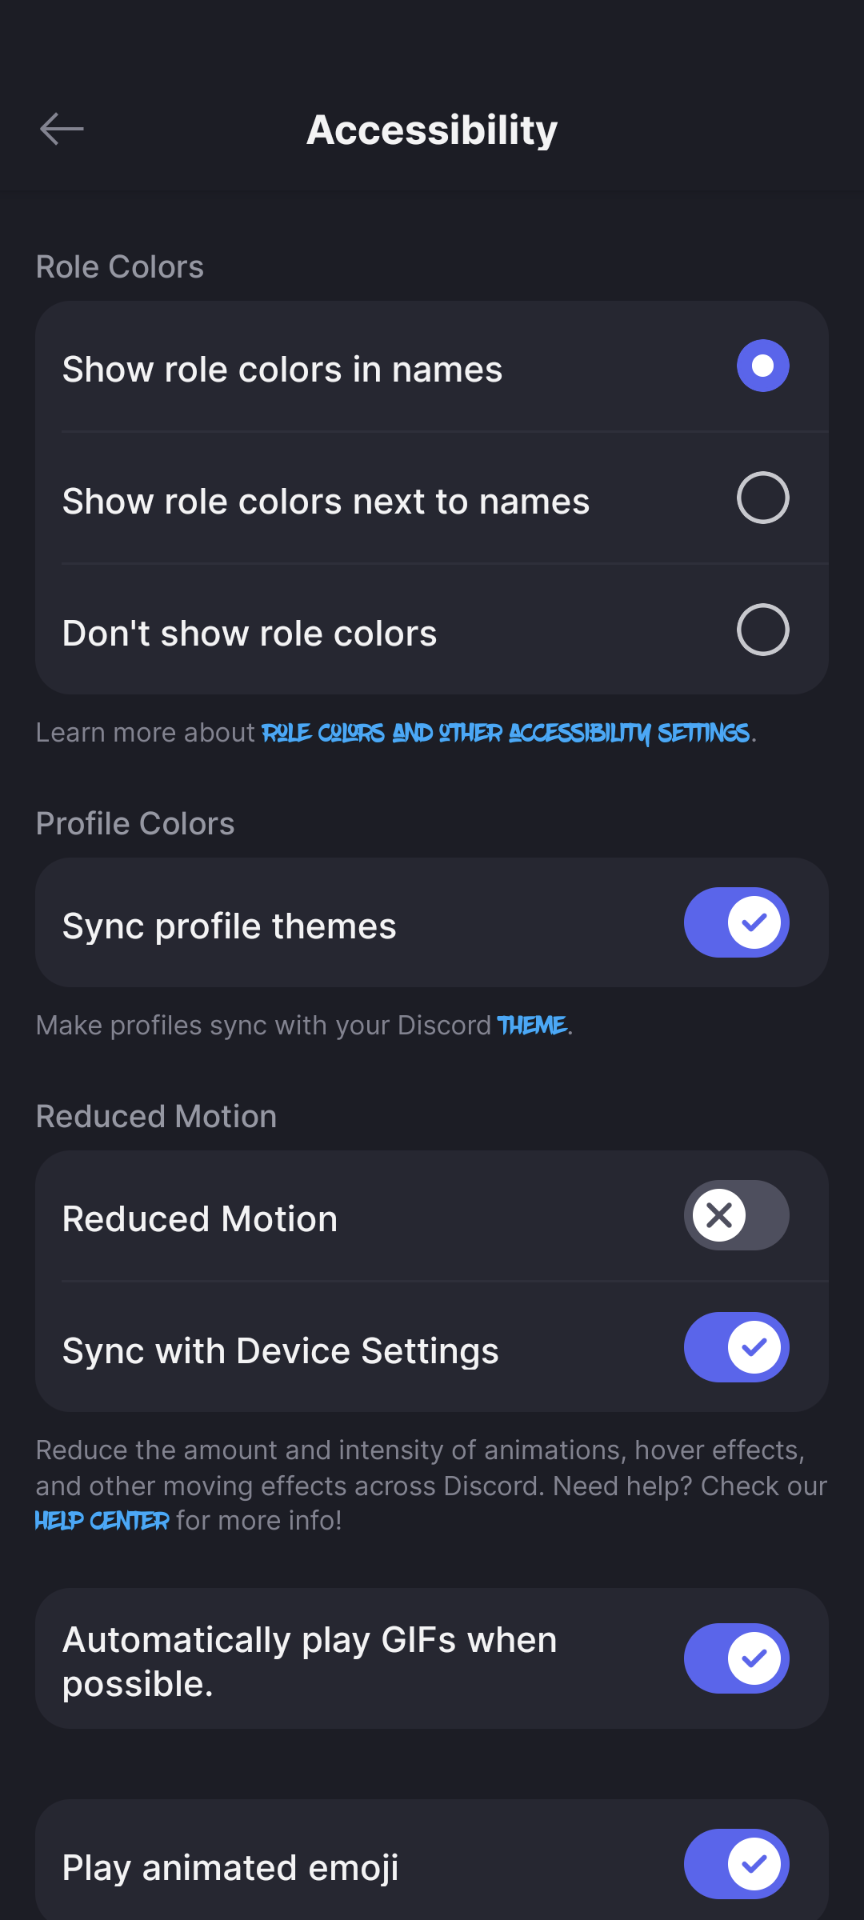 Accessibility
Role Colors
Show role colors in names
Show role colors next to names
Don't show role colors
Learn more about ROLE COLORS AND OTHER ACCESSIBILITY SETTINGS.
Profile Colors
Sync profile themes
Make profiles sync with your Discord THEME.
Reduced Motion
Reduced Motion
Sync with Device Settings
Reduce the amount and intensity of animations, hover effects,
and other moving effects across Discord. Need help? Check our
HELP CENTER for more info!
Automatically play GIFs when
possible.
Play animated emoji